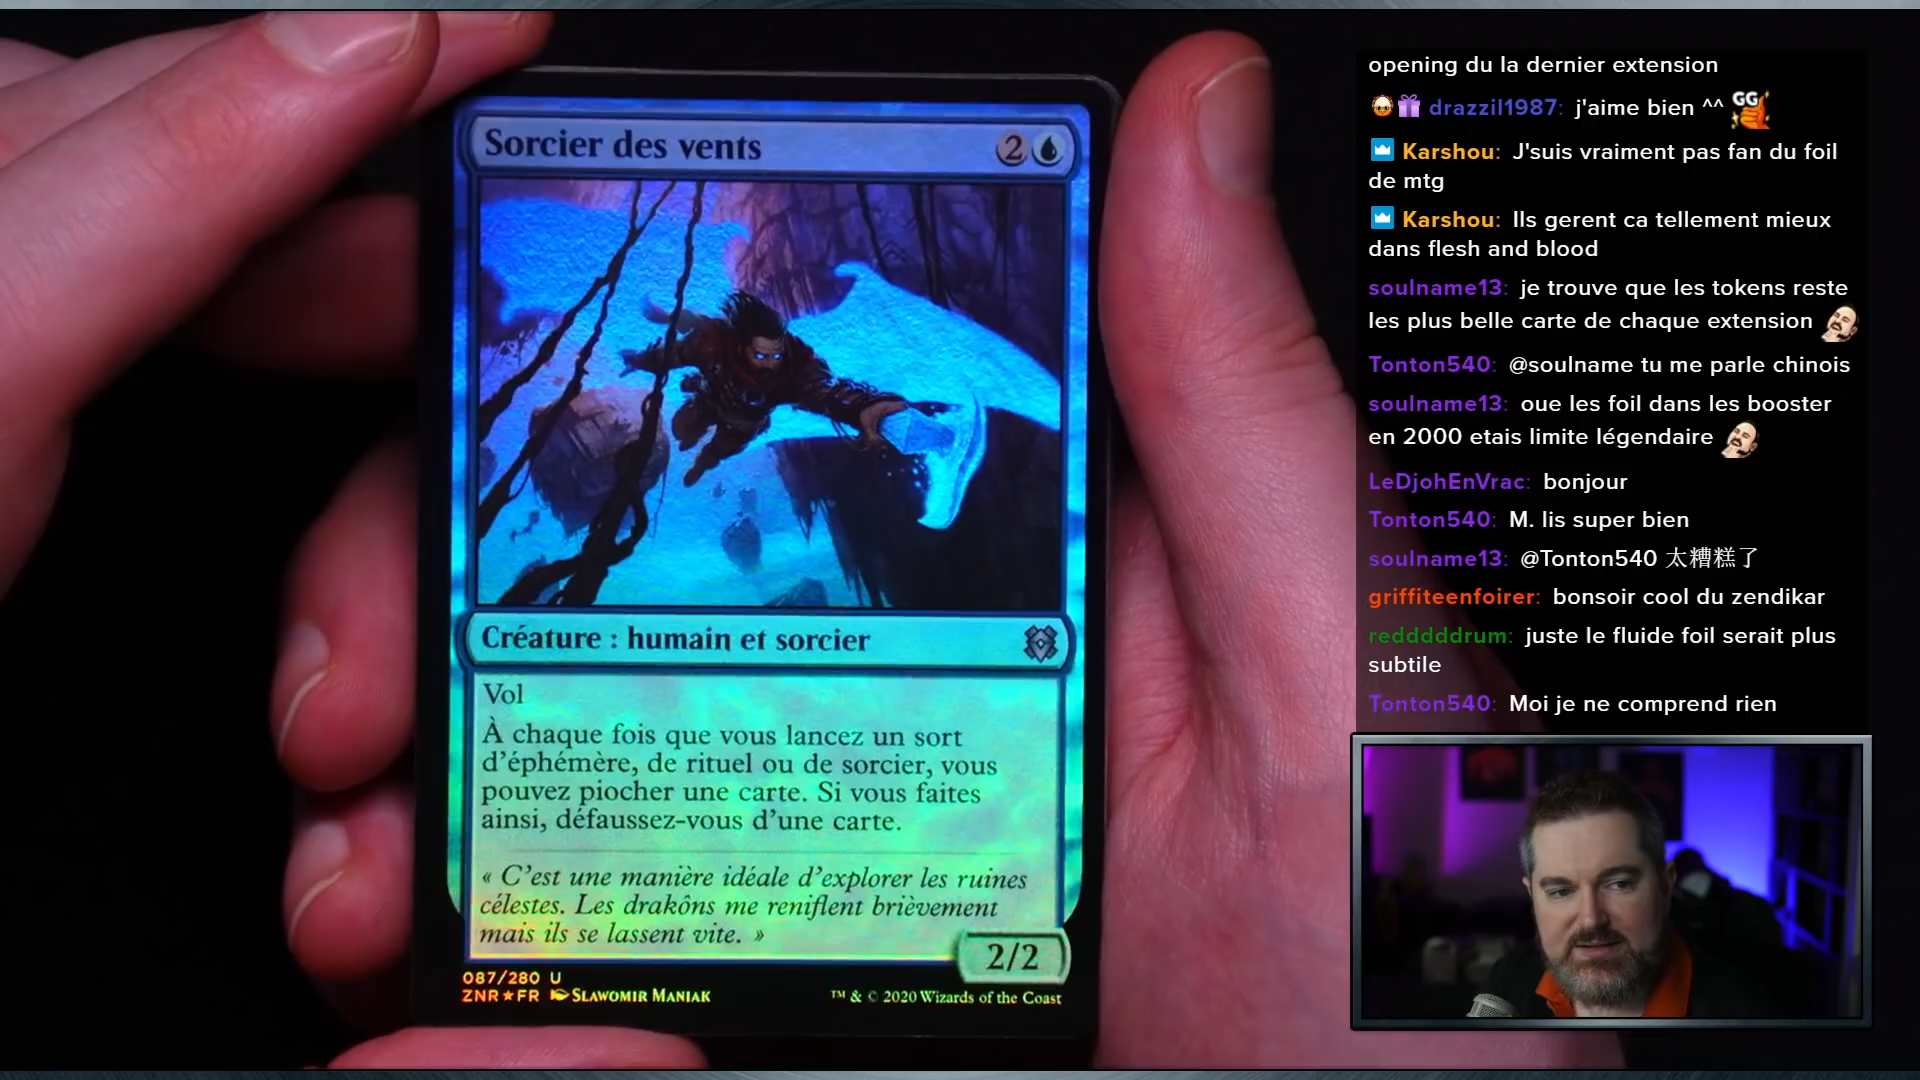 Sorcier des vents
2
Créature : humain et sorcier
Vol
À chaque fois que vous lancez un sort
d'éphémère, de rituel ou de sorcier, vous
pouvez piocher une carte. Si vous faites
ainsi, défaussez-vous d'une carte.
« C'est une manière idéale d'explorer les ruines
célestes. Les drakôns me reniflent brièvement
mais ils se lassent vite. »
2/2
087/280 U
ZNR★FR SLAWOMIR MANIAK
™ & © 2020 Wizards of the Coast
opening du la dernier extension
drazzil1987: j'aime bien ^^ GG
Karshou: J'suis vraiment pas fan du foil
de mtg
Karshou: Ils gerent ca tellement mieux
dans flesh and blood
soulname13: je trouve que les tokens reste
les plus belle carte de chaque extension
Tonton540: @soulname tu me parle chinois
soulname13: oue les foil dans les booster
en 2000 etais limite légendaire
LeDjohEnVrac: bonjour
Tonton540: M. lis super bien
soulname13: @Tonton540 太糟糕了
griffiteenfoirer: bonsoir cool du zendikar
redddddrum: juste le fluide foil serait plus
subtile
Tonton540: Moi je ne comprend rien